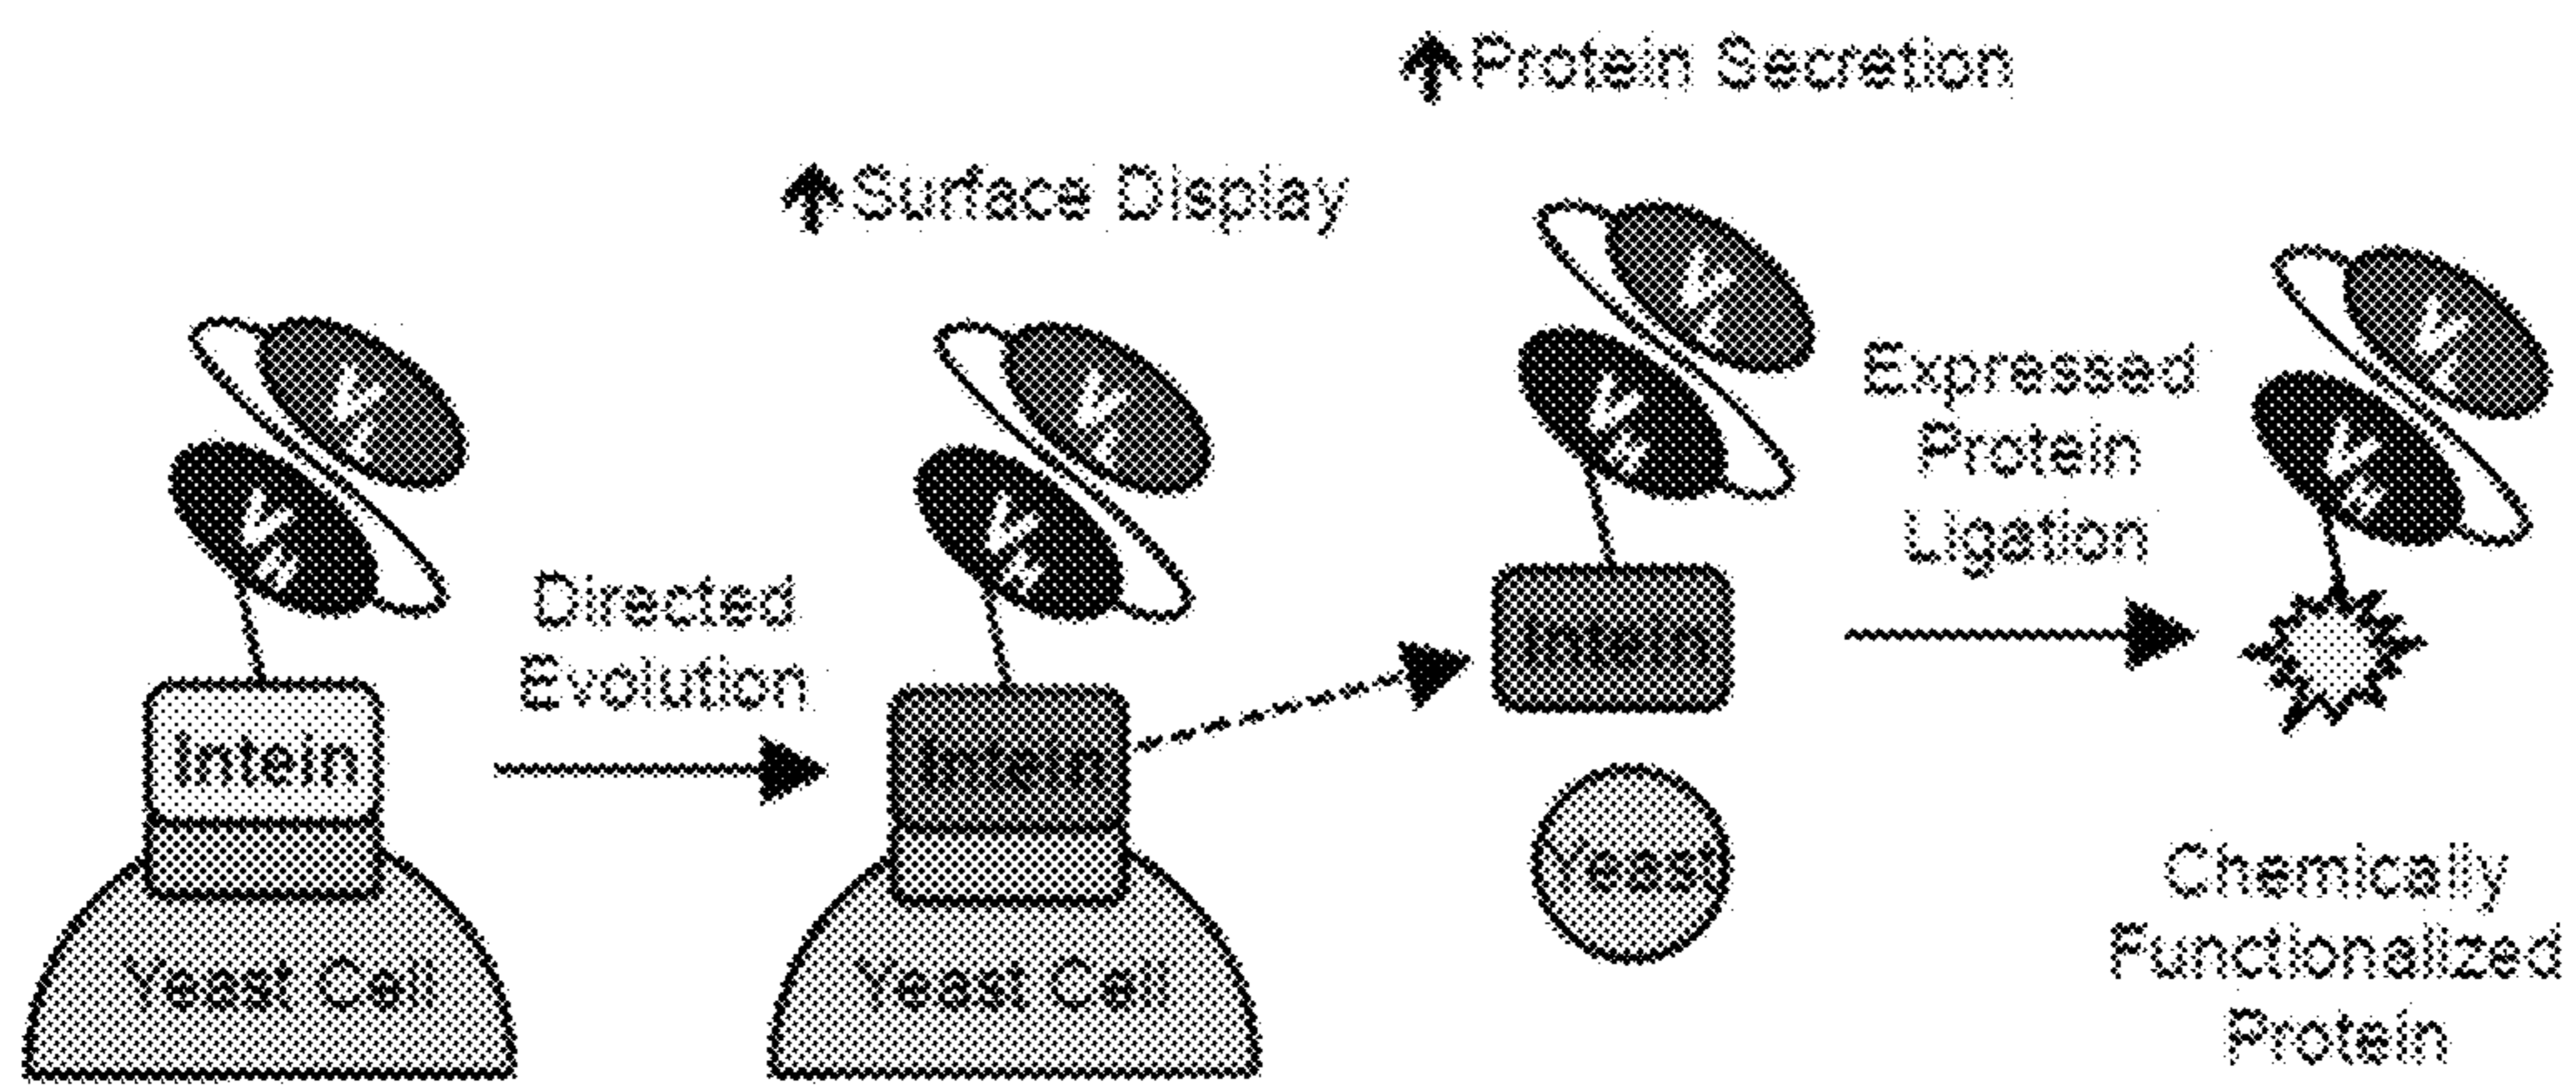 ↑Protein Secretion
↑Surface Display
V
L
V
H
Intein
Yeast Cell
Directed
Evolution
V
L
V
H
Intein
Yeast Cell
V
L
V
H
Intein
Yeast
Expressed
Protein
Ligation
V
L
V
H
Chemically
Functionalized
Protein